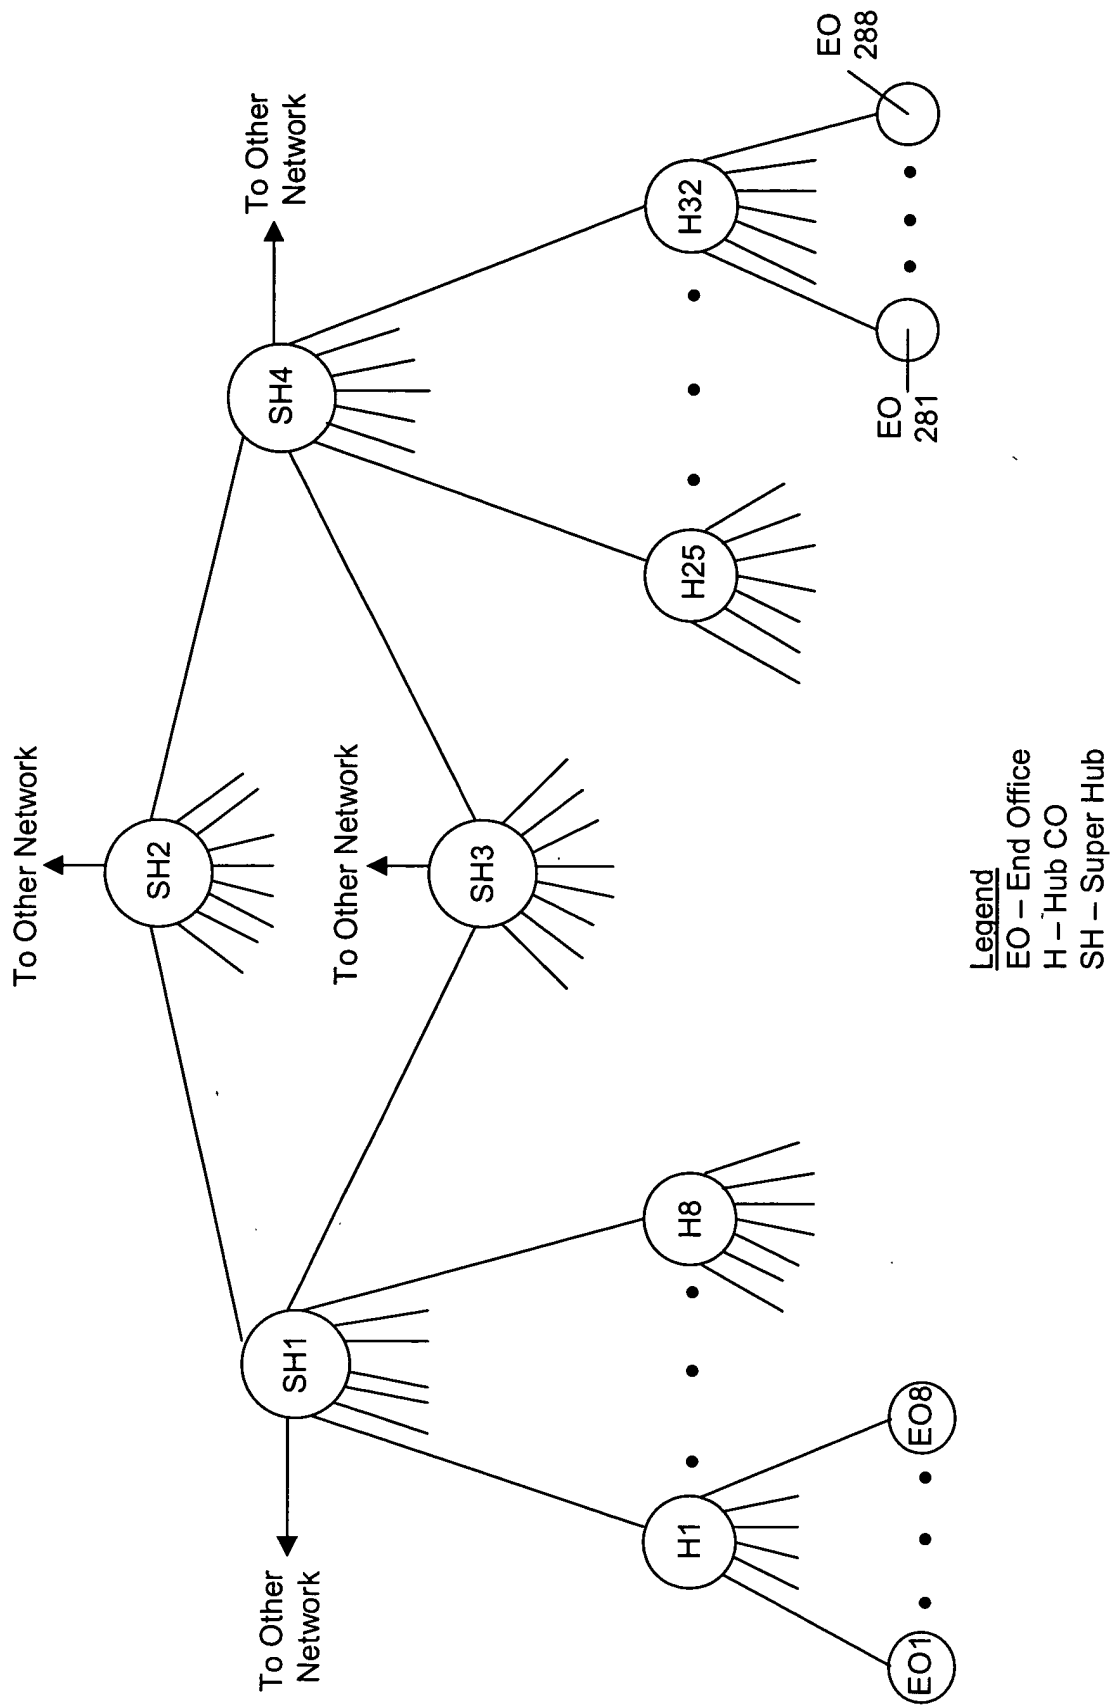 To Other Network
SH2
To Other
Network
SH4
To Other Network
SH3
To Other
Network
SH1
H1
H8
H25
H32
EO1
EO8
EO
281
EO
288
Legend
EO – End Office
H – Hub CO
SH – Super Hub